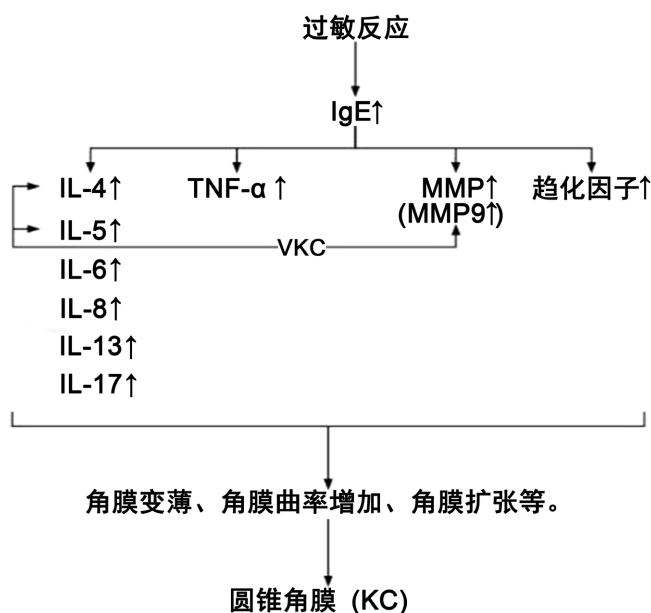 过敏反应
IgE↑
IL-4↑ TNF-α↑ MMP↑ 趋化因子↑
(MMP9↑)
IL-5↑
VKC
IL-6↑
IL-8↑
IL-13↑
IL-17↑
角膜变薄、角膜曲率增加、角膜扩张等。
圆锥角膜 (KC)